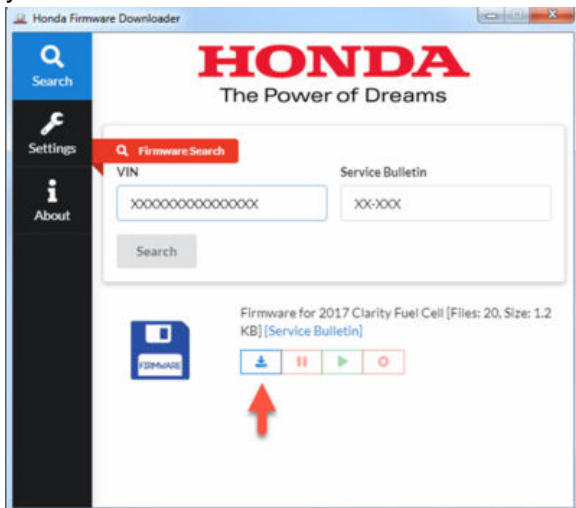 Honda Firmware Downloader
Search
Settings
About
HONDA
The Power of Dreams
Firmware Search
VIN
Service Bulletin
XXXXXXXXXXXXXXX
XX-XXX
Search
Firmware for 2017 Clarity Fuel Cell [Files: 20, Size: 1.2
KB] [Service Bulletin]
FIRMWARE